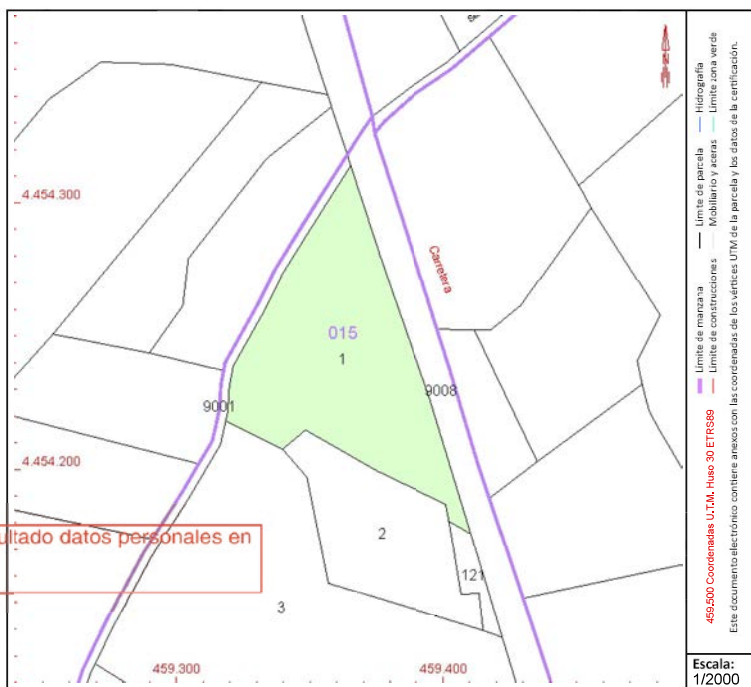 4.454.300
Carretera
015
1
9001
9008
4.454.200
ultado datos personales en
2
121
3
459.300
459.400
Límite de manzana
Límite de parcela
Hidrografía
Límite de construcciones
Mobiliario y aceras
Límite zona verde
459.500 Coordenadas U.T.M. Huso 30 ETRS89
Este documento electrónico contiene anexos con las coordenadas de los vértices UTM de la parcela y los datos de la certificación.
Escala:
1/2000